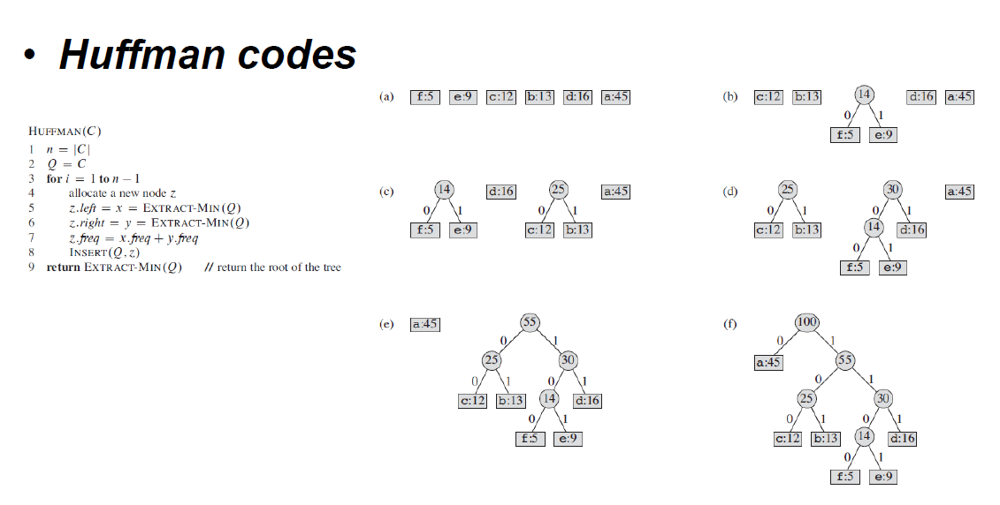 • Huffman codes
HUFFMAN(C)
1 n = |C|
2 Q = C
3 for i = 1 to n − 1
4 allocate a new node z
5 z.left = x = EXTRACT-MIN(Q)
6 z.right = y = EXTRACT-MIN(Q)
7 z.freq = x.freq + y.freq
8 INSERT(Q, z)
9 return EXTRACT-MIN(Q) // return the root of the tree
(a) f:5 e:9 c:12 b:13 d:16 a:45
(b) c:12 b:13 14 d:16 a:45
0 1
f:5 e:9
(c) 14 d:16 25 a:45
0 1 0 1
f:5 e:9 c:12 b:13
(d) 25 30 a:45
0 1 0 1
c:12 b:13 14 d:16
0 1
f:5 e:9
(e) a:45 55
0 1
25 30
0 1 0 1
c:12 b:13 14 d:16
0 1
f:5 e:9
(f) 100
0 1
a:45 55
0 1
25 30
0 1 0 1
c:12 b:13 14 d:16
0 1
f:5 e:9